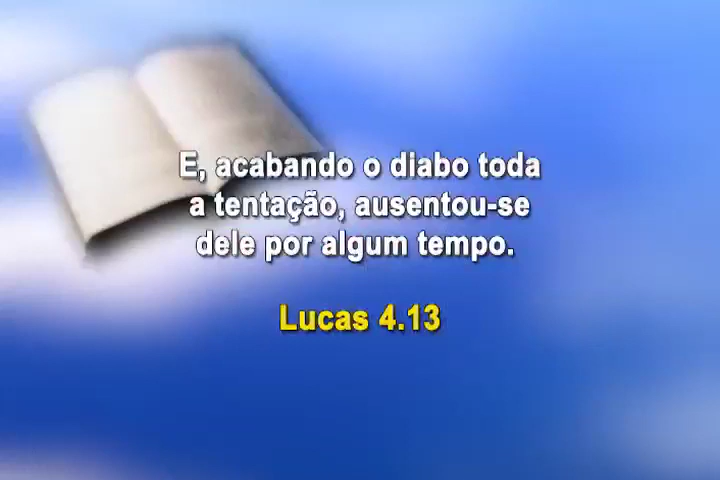 E, acabando o diabo toda
a tentação, ausentou-se
dele por algum tempo.
Lucas 4.13